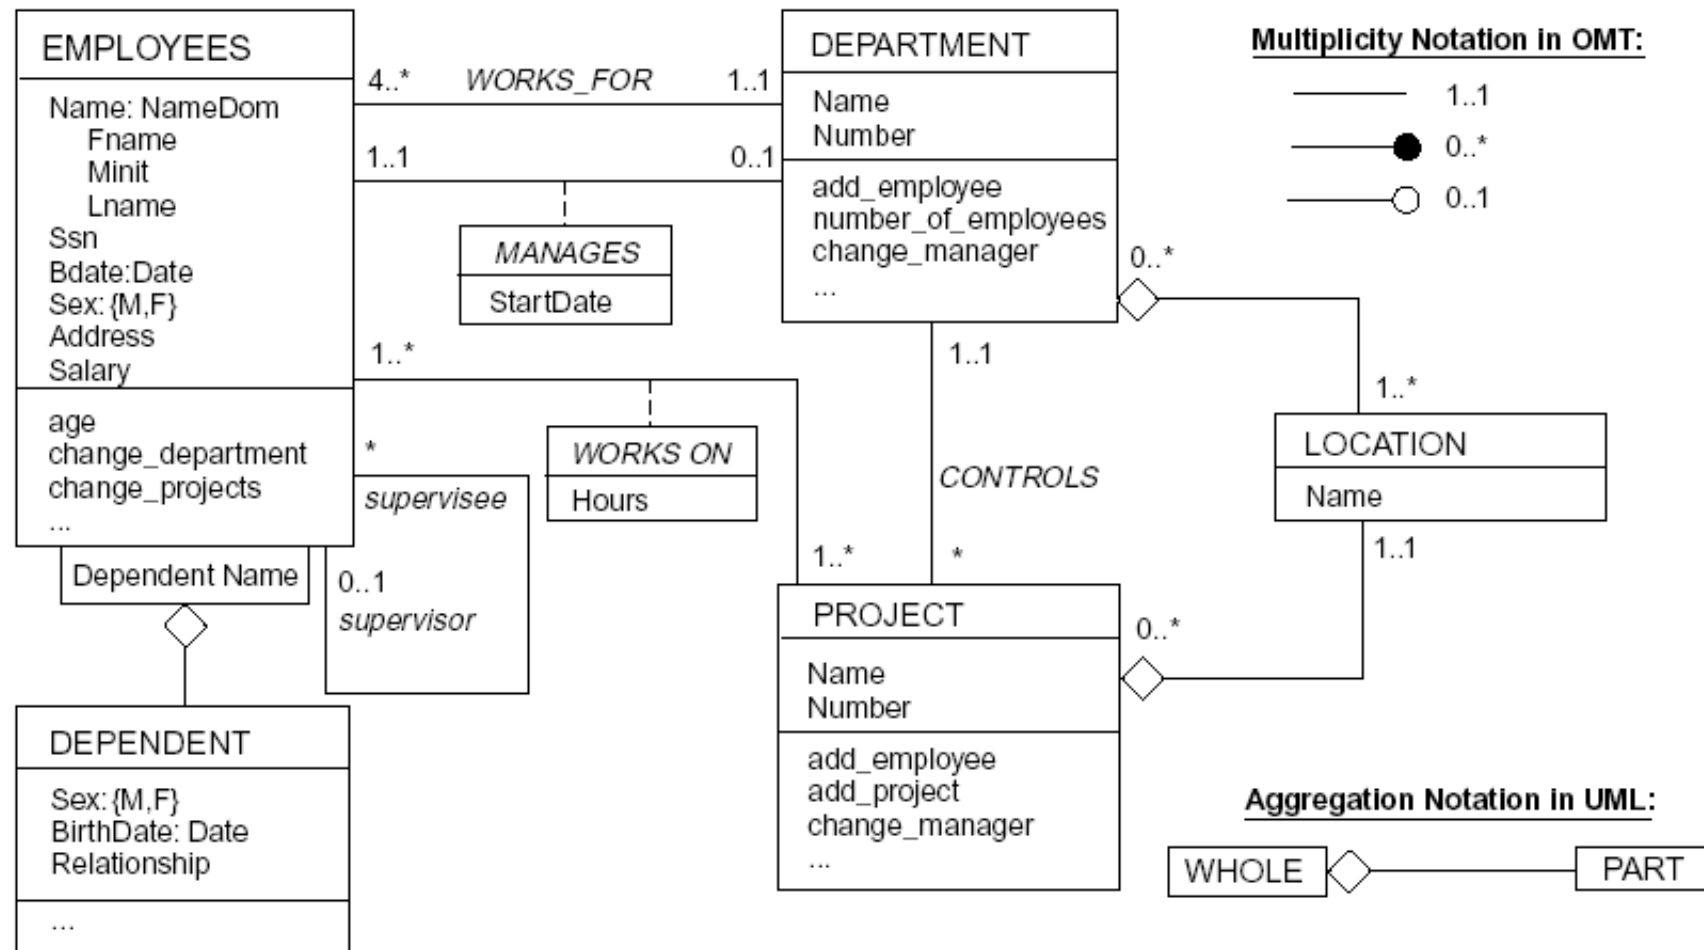 EMPLOYEES
Name: NameDom
Fname
Minit
Lname
Ssn
Bdate:Date
Sex:{M,F}
Address
Salary
age
change_department
change_projects
...
4..*
WORKS_FOR
1..1
1..1
0..1
MANAGES
StartDate
DEPARTMENT
Name
Number
add_employee
number_of_employees
change_manager
...
Multiplicity Notation in OMT:
1..1
0..*
0..1
0..*
1..*
LOCATION
Name
1..1
1..*
WORKS ON
Hours
1..1
CONTROLS
1..*
*
*
supervisee
0..1
supervisor
Dependent Name
DEPENDENT
Sex:{M,F}
BirthDate: Date
Relationship
...
PROJECT
Name
Number
add_employee
add_project
change_manager
...
0..*
Aggregation Notation in UML:
WHOLE
PART